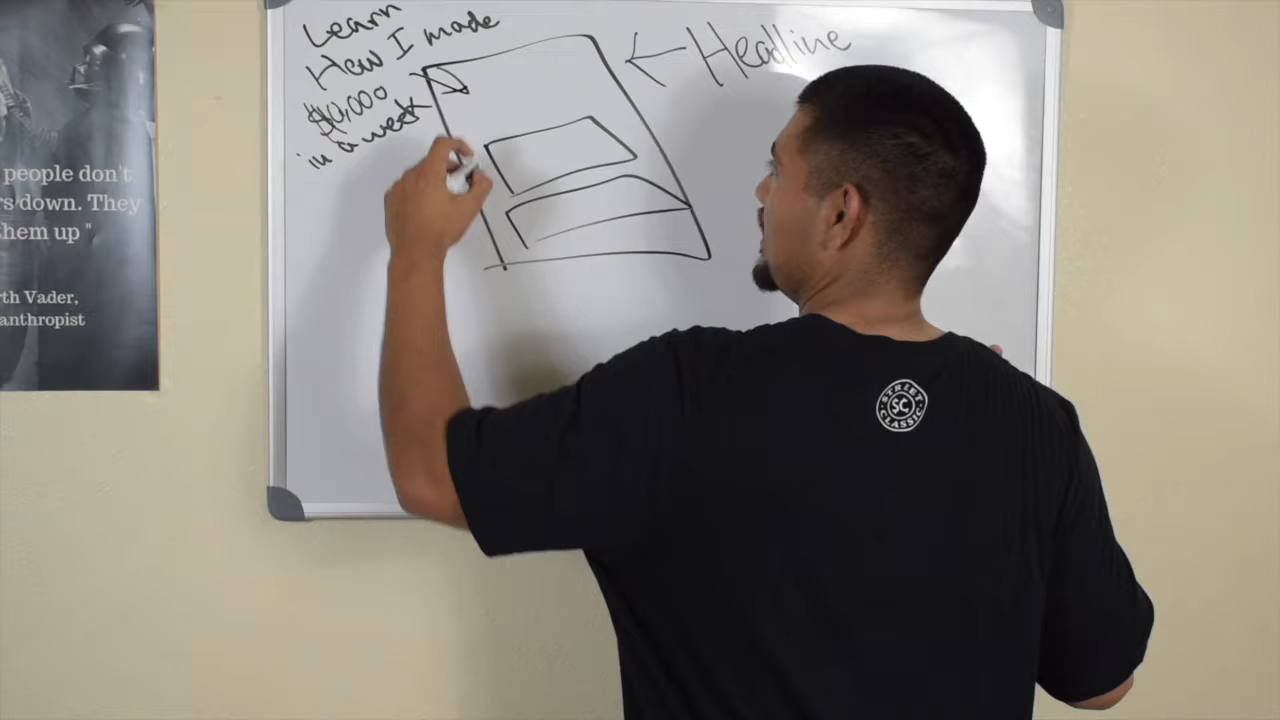 people don't
rs down. They
them up "
rth Vader,
anthropist
Learn
How I made
$10,000
in a week
← Headline
STREET
SC
CLASSIC